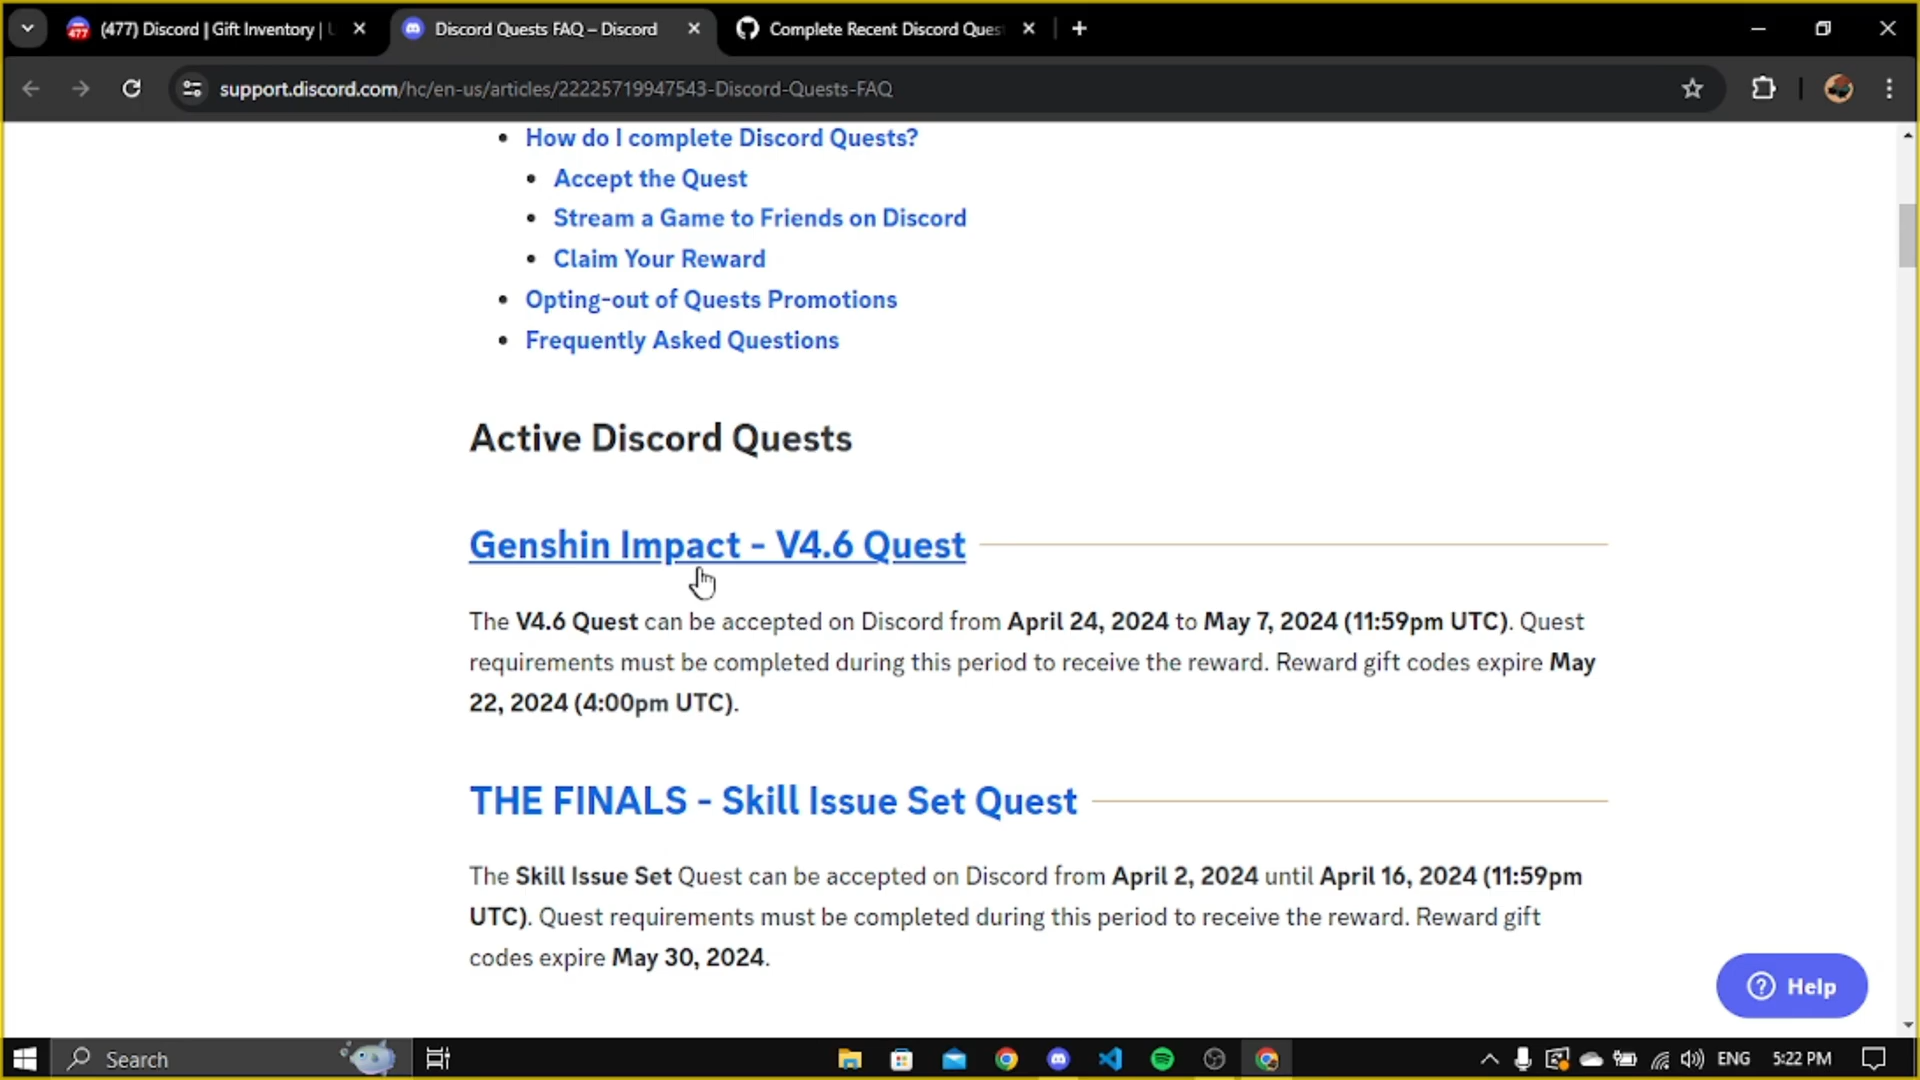 (477) Discord | Gift Inventory |
Discord Quests FAQ – Discord
Complete Recent Discord Ques
support.discord.com/hc/en-us/articles/22225719947543-Discord-Quests-FAQ
How do I complete Discord Quests?
Accept the Quest
Stream a Game to Friends on Discord
Claim Your Reward
Opting-out of Quests Promotions
Frequently Asked Questions
Active Discord Quests
Genshin Impact - V4.6 Quest
The V4.6 Quest can be accepted on Discord from April 24, 2024 to May 7, 2024 (11:59pm UTC). Quest
requirements must be completed during this period to receive the reward. Reward gift codes expire May
22, 2024 (4:00pm UTC).
THE FINALS - Skill Issue Set Quest
The Skill Issue Set Quest can be accepted on Discord from April 2, 2024 until April 16, 2024 (11:59pm
UTC). Quest requirements must be completed during this period to receive the reward. Reward gift
codes expire May 30, 2024.
Help
Search
ENG
5:22 PM